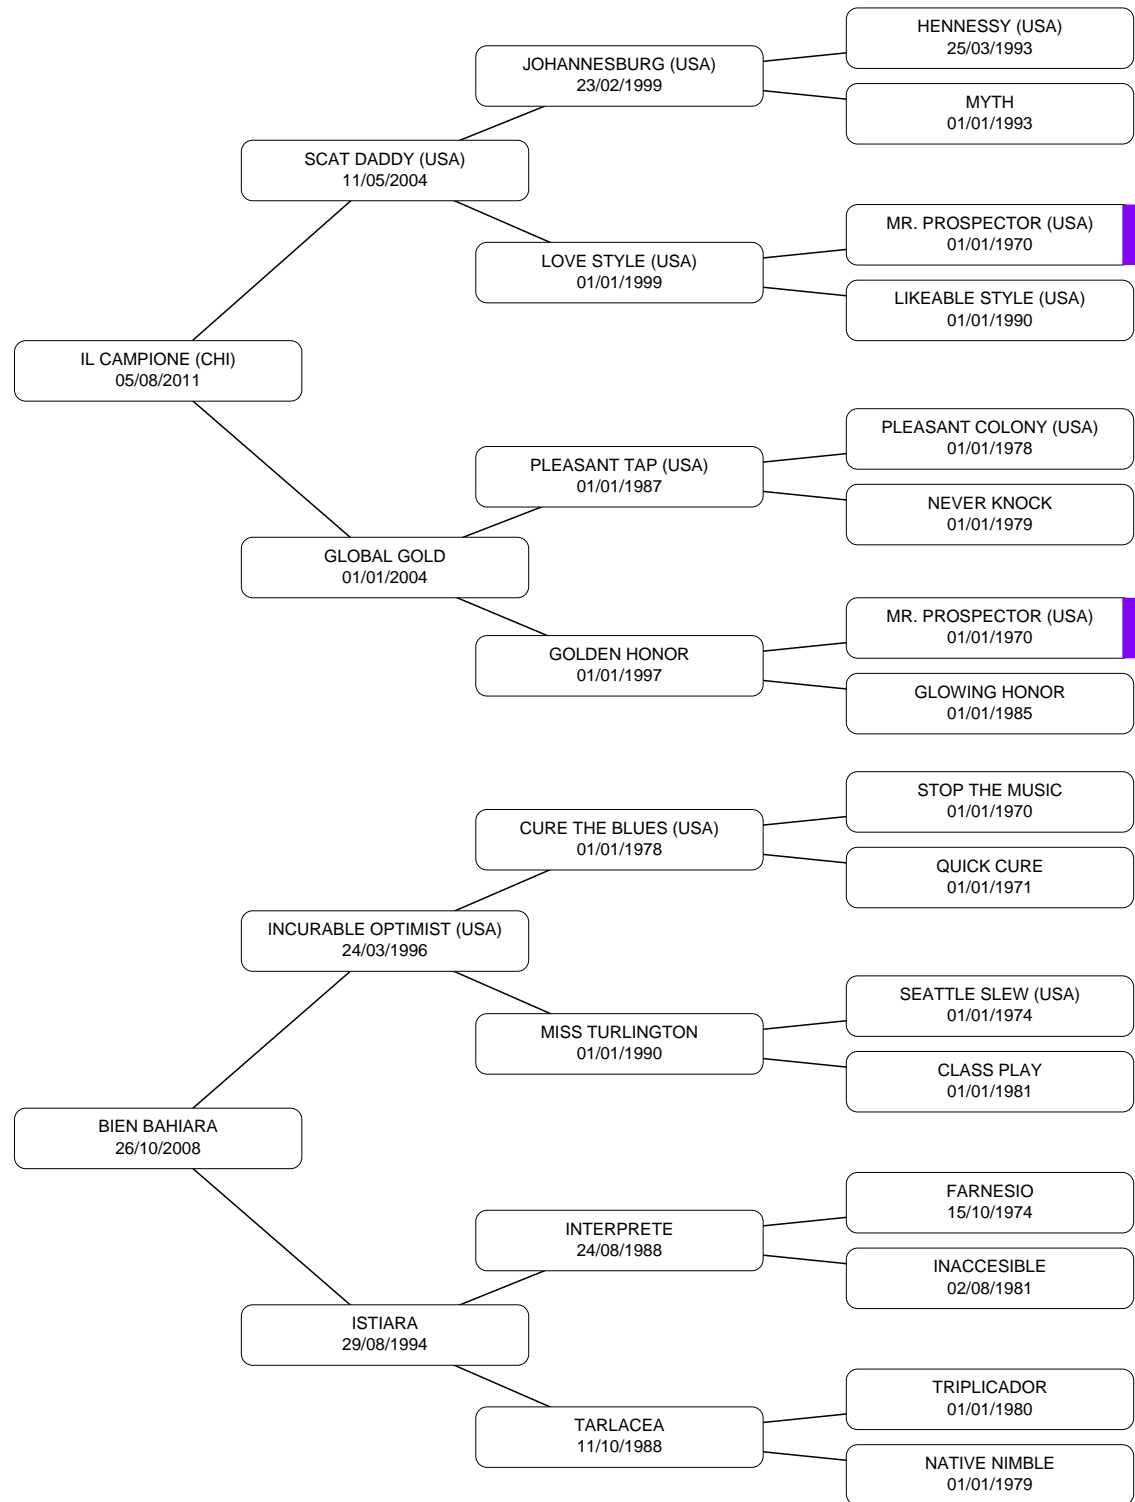 HENNESSY (USA)
25/03/1993
JOHANNESBURG (USA)
23/02/1999
MYTH
01/01/1993
SCAT DADDY (USA)
11/05/2004
MR. PROSPECTOR (USA)
01/01/1970
LOVE STYLE (USA)
01/01/1999
LIKEABLE STYLE (USA)
01/01/1990
IL CAMPIONE (CHI)
05/08/2011
PLEASANT COLONY (USA)
01/01/1978
PLEASANT TAP (USA)
01/01/1987
NEVER KNOCK
01/01/1979
GLOBAL GOLD
01/01/2004
MR. PROSPECTOR (USA)
01/01/1970
GOLDEN HONOR
01/01/1997
GLOWING HONOR
01/01/1985
STOP THE MUSIC
01/01/1970
CURE THE BLUES (USA)
01/01/1978
QUICK CURE
01/01/1971
INCURABLE OPTIMIST (USA)
24/03/1996
SEATTLE SLEW (USA)
01/01/1974
MISS TURLINGTON
01/01/1990
CLASS PLAY
01/01/1981
BIEN BAHIARA
26/10/2008
FARNESIO
15/10/1974
INTERPRETE
24/08/1988
INACCESIBLE
02/08/1981
ISTIARA
29/08/1994
TRIPLICADOR
01/01/1980
TARLACEA
11/10/1988
NATIVE NIMBLE
01/01/1979